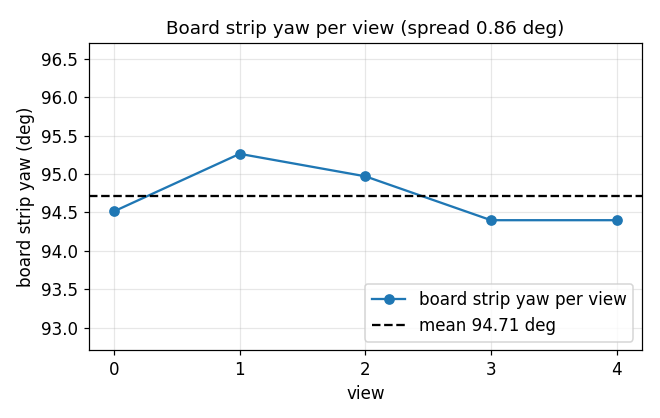 Board strip yaw per view (spread 0.86 deg)
board strip yaw (deg)
96.5
96.0
95.5
95.0
94.5
94.0
93.5
93.0
board strip yaw per view
mean 94.71 deg
0 1 2 3 4
view